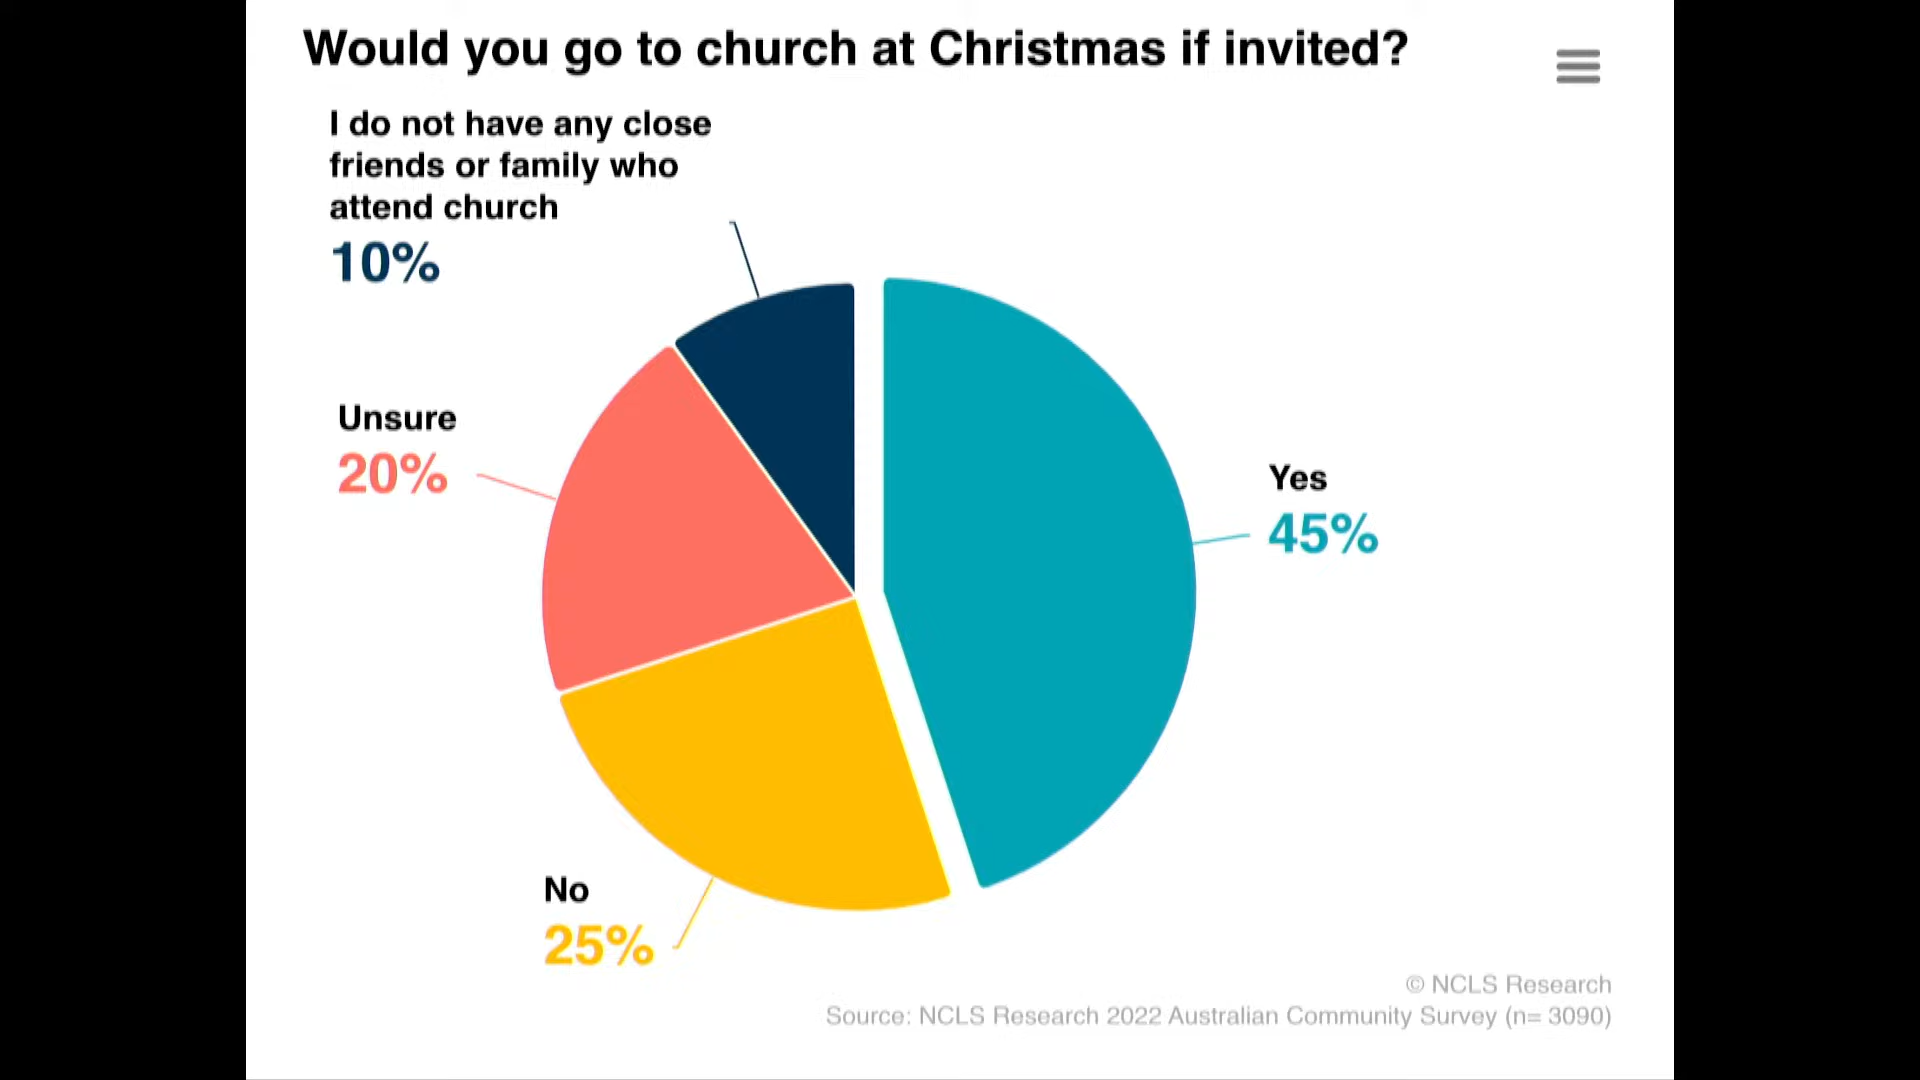 Would you go to church at Christmas if invited?
I do not have any close
friends or family who
attend church
10%
Unsure
20%
Yes
45%
No
25%
© NCLS Research
Source: NCLS Research 2022 Australian Community Survey (n= 3090)